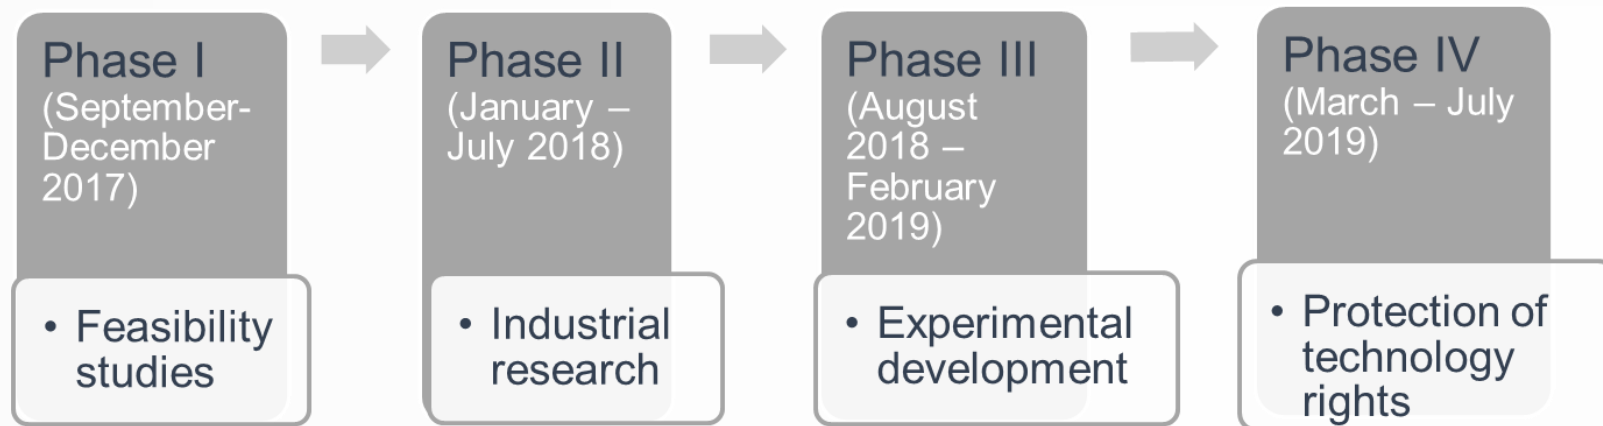 Phase I
(September-
December
2017)
• Feasibility
studies
Phase II
(January –
July 2018)
• Industrial
research
Phase III
(August
2018 –
February
2019)
• Experimental
development
Phase IV
(March – July
2019)
• Protection of
technology
rights